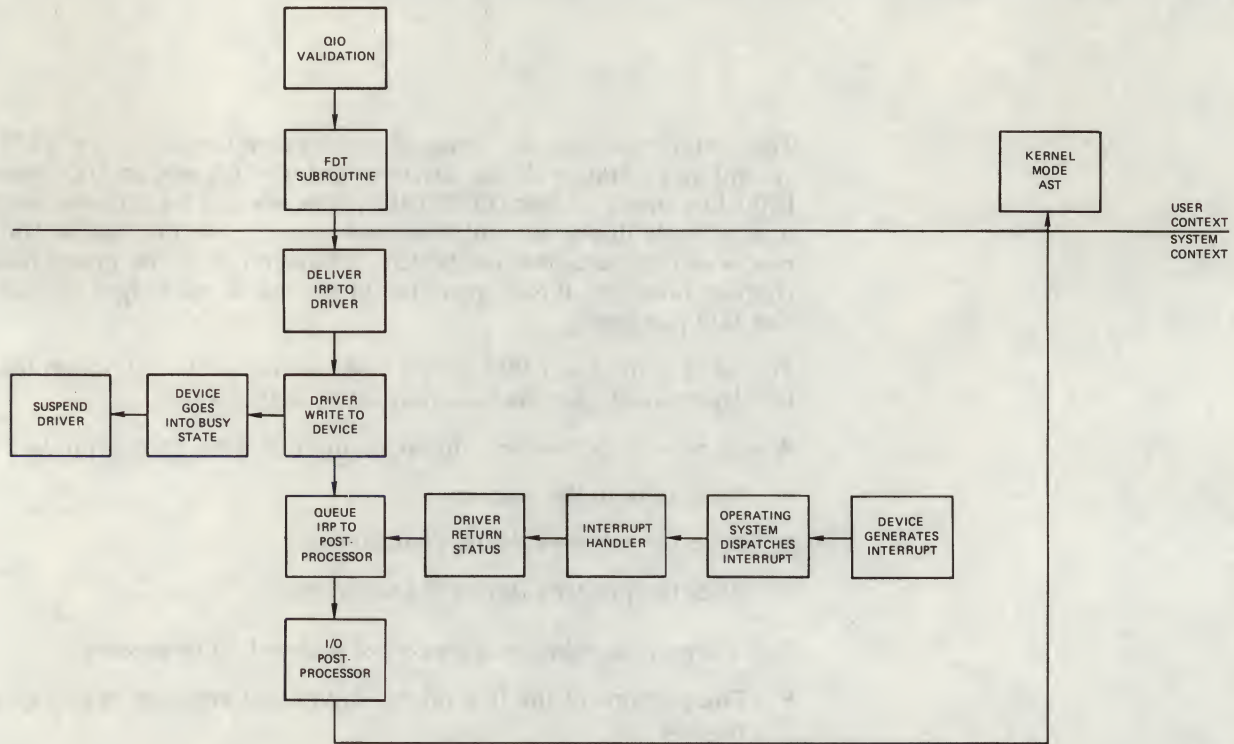 QIO
VALIDATION
FDT
SUBROUTINE
KERNEL
MODE
AST
USER
CONTEXT
SYSTEM
CONTEXT
DELIVER
IRP TO
DRIVER
SUSPEND
DRIVER
DEVICE
GOES
INTO BUSY
STATE
DRIVER
WRITE TO
DEVICE
QUEUE
IRP TO
POST-
PROCESSOR
DRIVER
RETURN
STATUS
INTERRUPT
HANDLER
OPERATING
SYSTEM
DISPATCHES
INTERRUPT
DEVICE
GENERATES
INTERRUPT
I/O
POST-
PROCESSOR